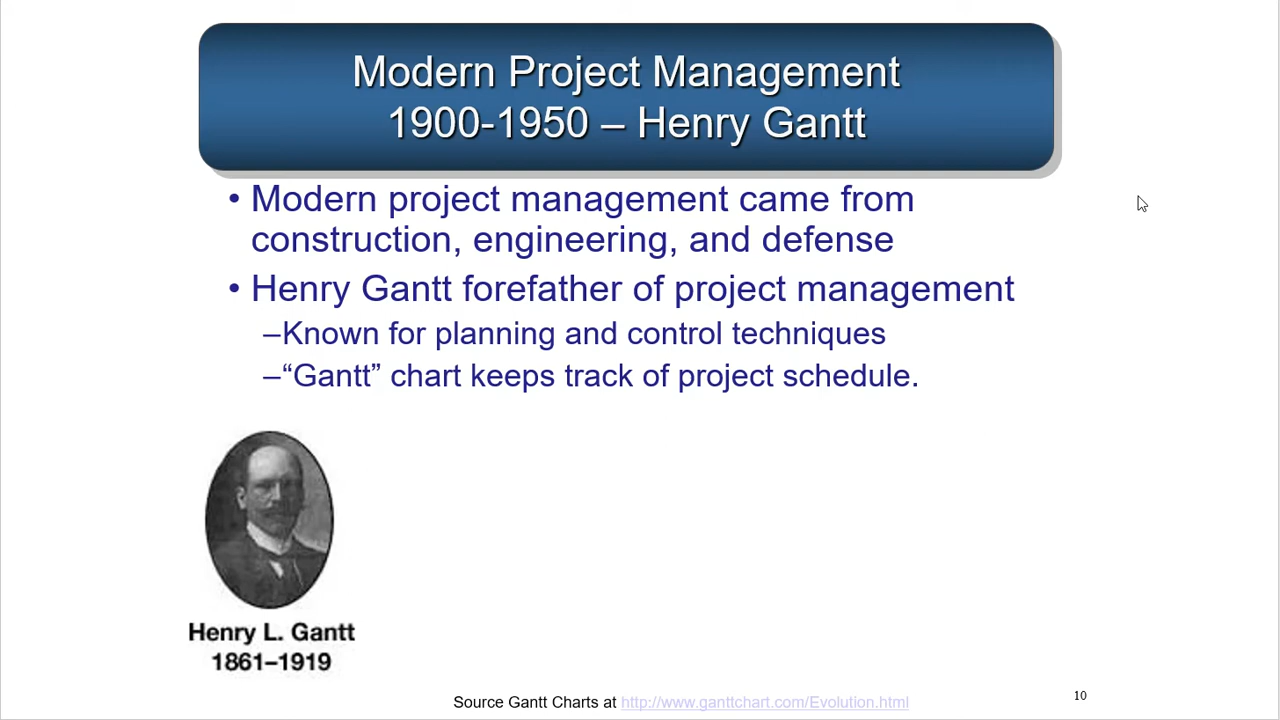 Modern Project Management
1900-1950 – Henry Gantt
• Modern project management came from
construction, engineering, and defense
• Henry Gantt forefather of project management
–Known for planning and control techniques
–“Gantt” chart keeps track of project schedule.
Henry L. Gantt
1861–1919
Source Gantt Charts at http://www.ganttchart.com/Evolution.html
10